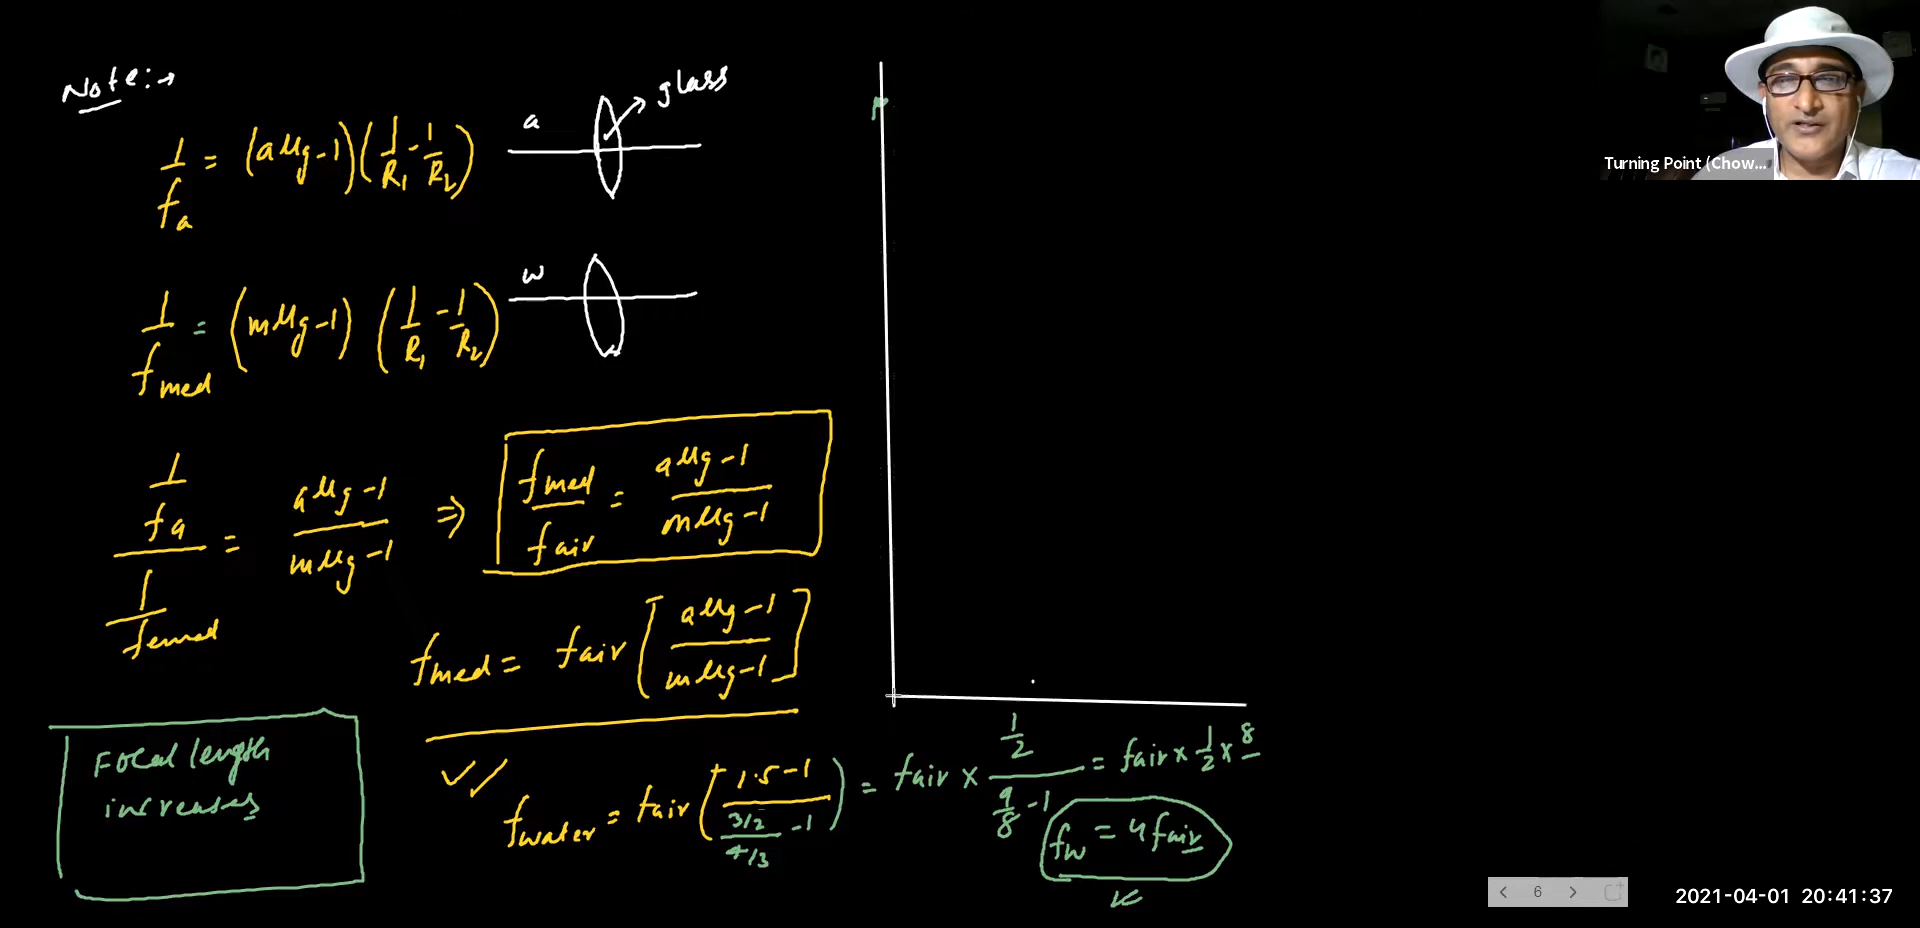 Note:→
1/fa = (aμg-1)(1/R1 - 1/R2)
a
glass
1/fmed = (mμg-1) (1/R1 - 1/R2)
w
(1/fa)/(1/femed) = (aμg-1)/(mμg-1) ⇒ fmed/fair = (aμg-1)/(mμg-1)
fmed = fair [(aμg-1)/(mμg-1)]
Focal length
increases
✓✓
fwater = fair ((1.5-1)/((3/2)/(4/3) -1)) = fair × (1/2)/(9/8 -1) = fair × 1/2 × 8
fw = 4fair
Turning Point (Chow...
6
2021-04-01 20:41:37